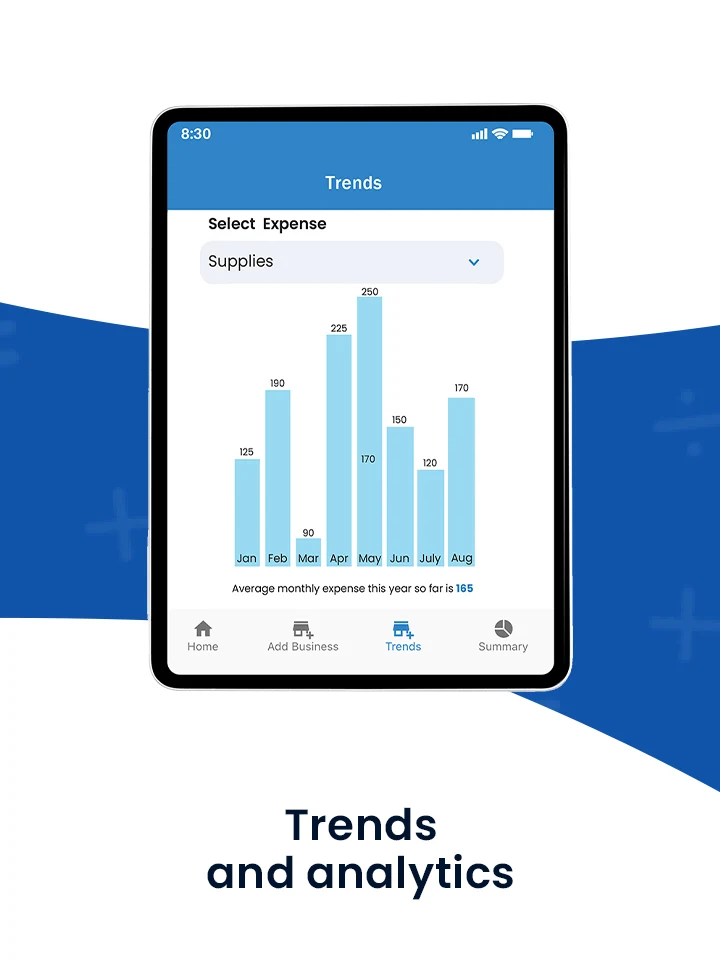 8:30
Trends
Select Expense
Supplies
250
225
190
170
150
125
170
120
90
Jan Feb Mar Apr May Jun July Aug
Average monthly expense this year so far is 165
Home Add Business Trends Summary
Trends
and analytics